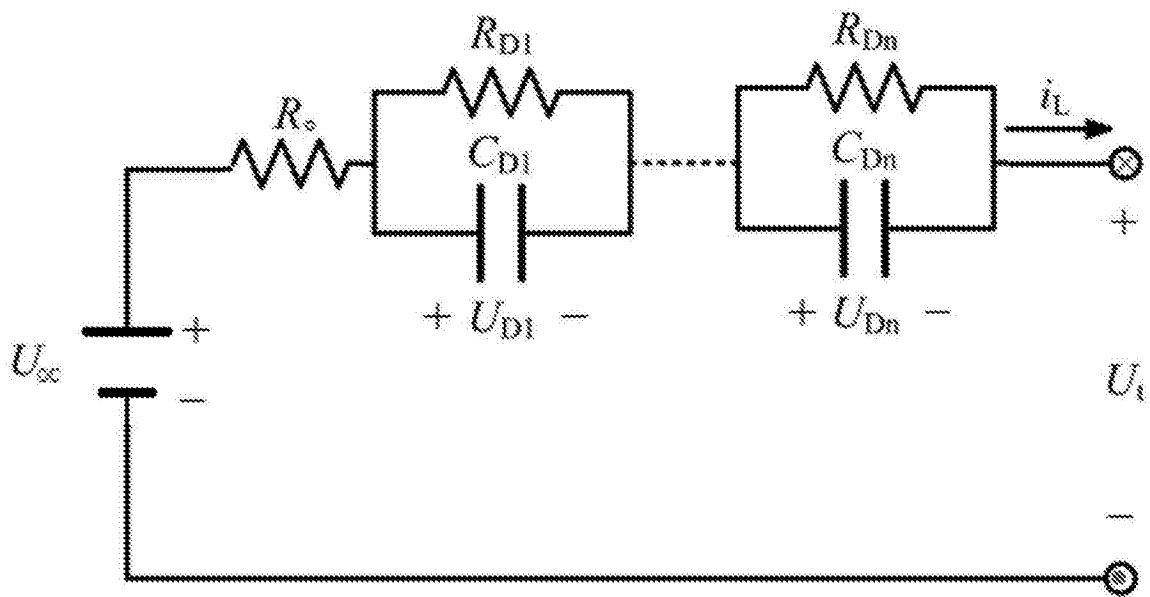 R_D1
R_Dn
i_L
R_o
C_D1
C_Dn
+
+ U_D1 −
+ U_Dn −
+
U_oc
−
U_t
−